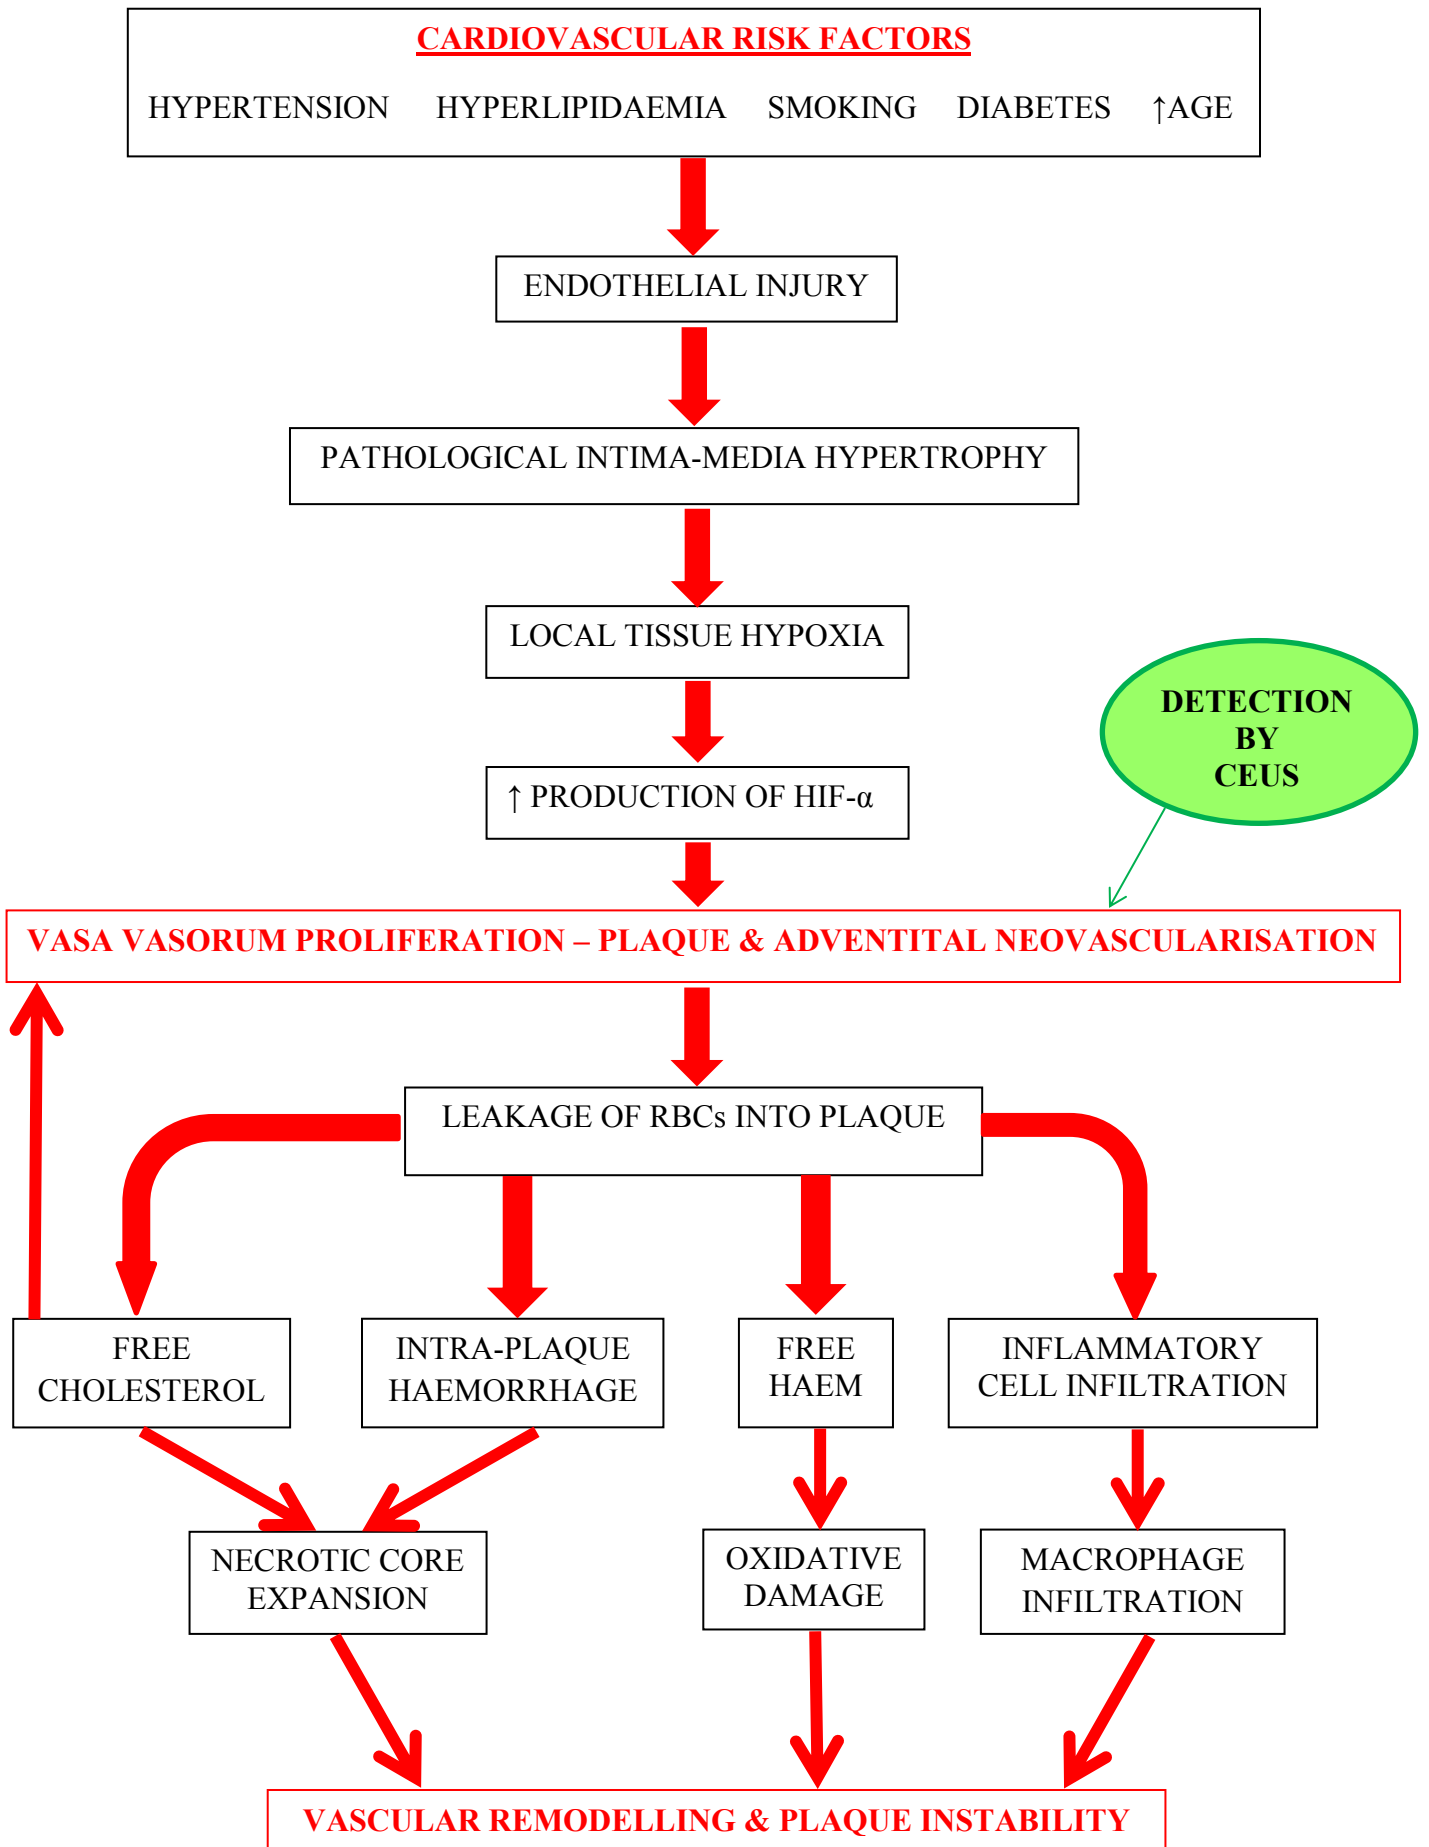 CARDIOVASCULAR RISK FACTORS
HYPERTENSION HYPERLIPIDAEMIA SMOKING DIABETES ↑AGE
ENDOTHELIAL INJURY
PATHOLOGICAL INTIMA-MEDIA HYPERTROPHY
LOCAL TISSUE HYPOXIA
DETECTION
BY
CEUS
↑ PRODUCTION OF HIF-α
VASA VASORUM PROLIFERATION – PLAQUE & ADVENTITAL NEOVASCULARISATION
LEAKAGE OF RBCs INTO PLAQUE
FREE
CHOLESTEROL
INTRA-PLAQUE
HAEMORRHAGE
FREE
HAEM
INFLAMMATORY
CELL INFILTRATION
NECROTIC CORE
EXPANSION
OXIDATIVE
DAMAGE
MACROPHAGE
INFILTRATION
VASCULAR REMODELLING & PLAQUE INSTABILITY